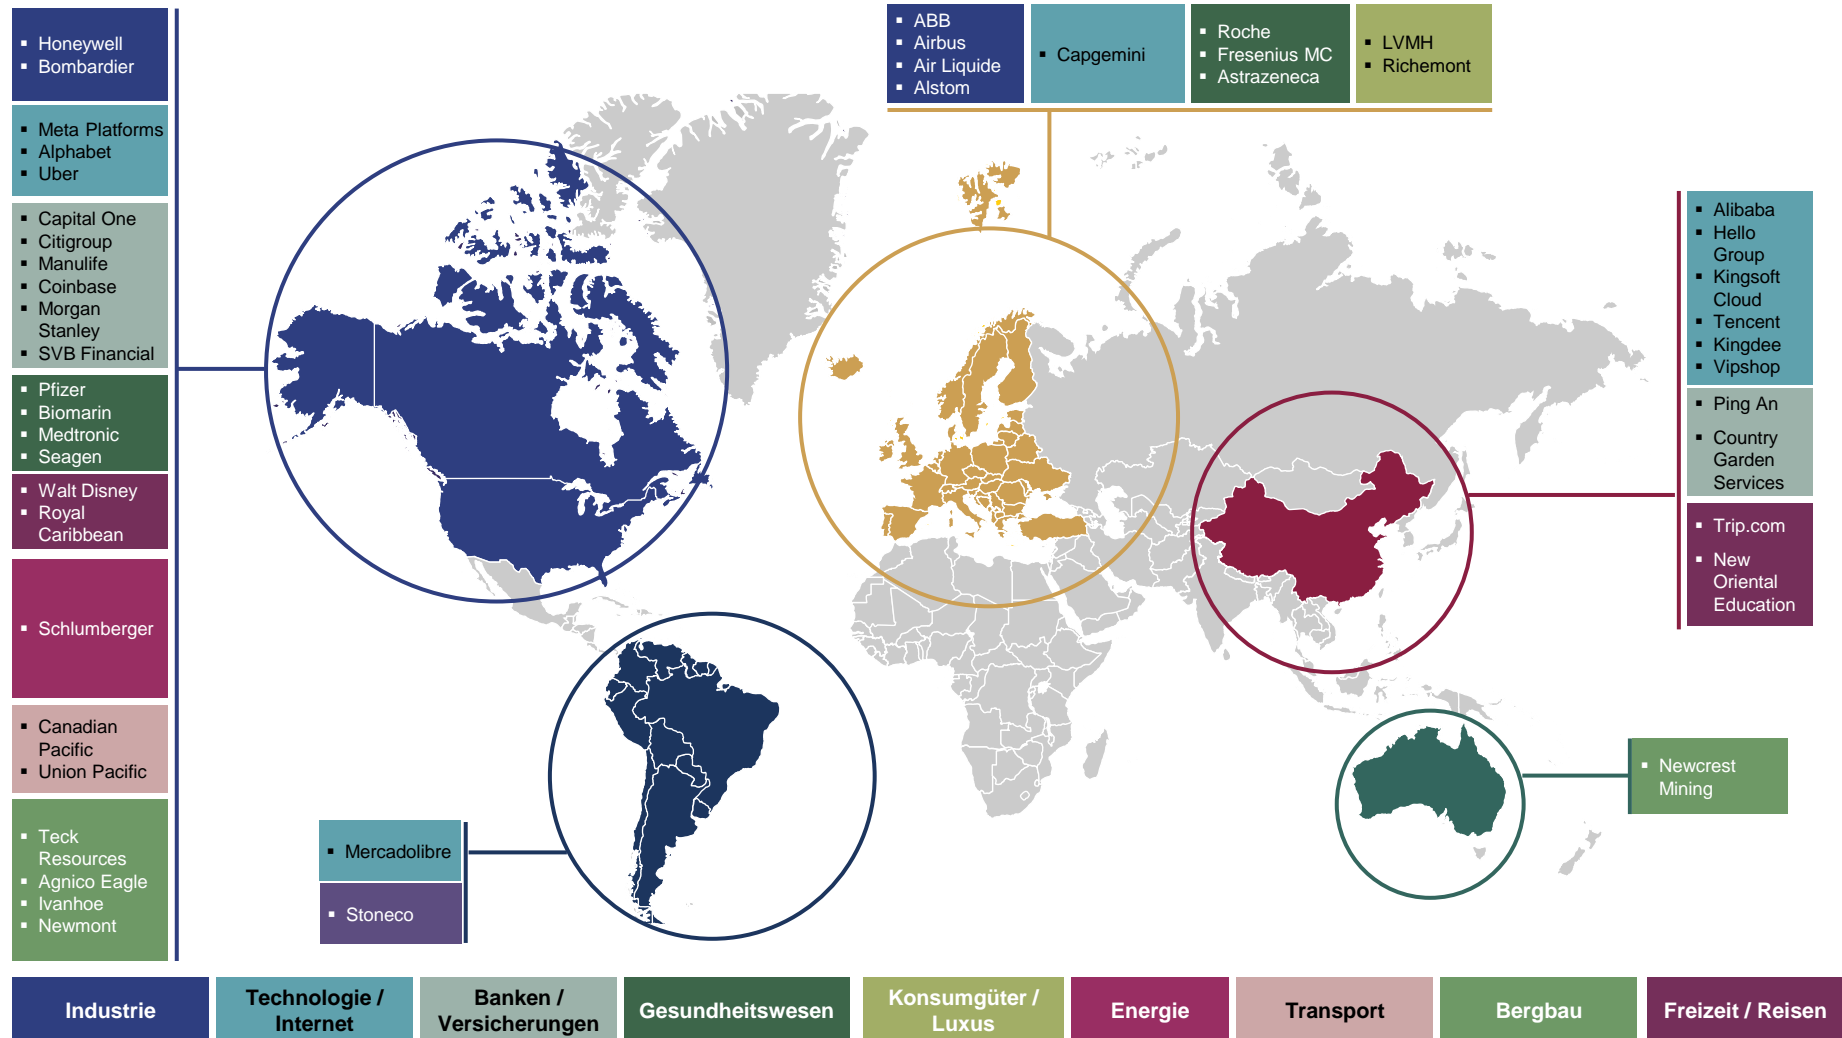 ▪ Honeywell
▪ Bombardier
▪ Meta Platforms
▪ Alphabet
▪ Uber
▪ Capital One
▪ Citigroup
▪ Manulife
▪ Coinbase
▪ Morgan
Stanley
▪ SVB Financial
▪ Pfizer
▪ Biomarin
▪ Medtronic
▪ Seagen
▪ Walt Disney
▪ Royal
Caribbean
▪ Schlumberger
▪ Canadian
Pacific
▪ Union Pacific
▪ Teck
Resources
▪ Agnico Eagle
▪ Ivanhoe
▪ Newmont
▪ ABB
▪ Airbus
▪ Air Liquide
▪ Alstom
▪ Capgemini
▪ Roche
▪ Fresenius MC
▪ Astrazeneca
▪ LVMH
▪ Richemont
▪ Alibaba
▪ Hello
Group
▪ Kingsoft
Cloud
▪ Tencent
▪ Kingdee
▪ Vipshop
▪ Ping An
▪ Country
Garden
Services
▪ Trip.com
▪ New
Oriental
Education
▪ Newcrest
Mining
▪ Mercadolibre
▪ Stoneco
Industrie
Technologie /
Internet
Banken /
Versicherungen
Gesundheitswesen
Konsumgüter /
Luxus
Energie
Transport
Bergbau
Freizeit / Reisen